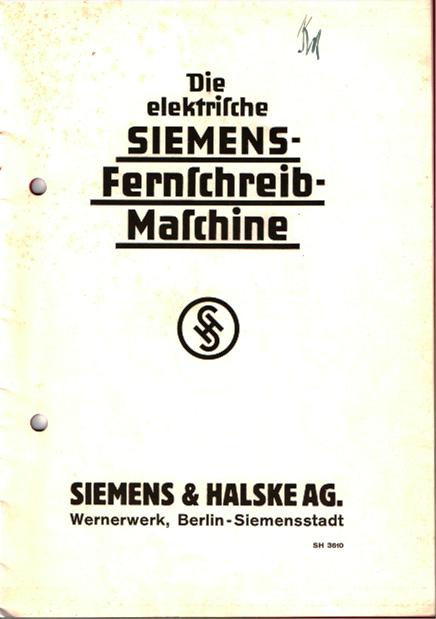 Die
elektriſche
SIEMENS-
Fernſchreib-
Maſchine
SIEMENS & HALSKE AG.
Wernerwerk, Berlin-Siemensstadt
SH 3610